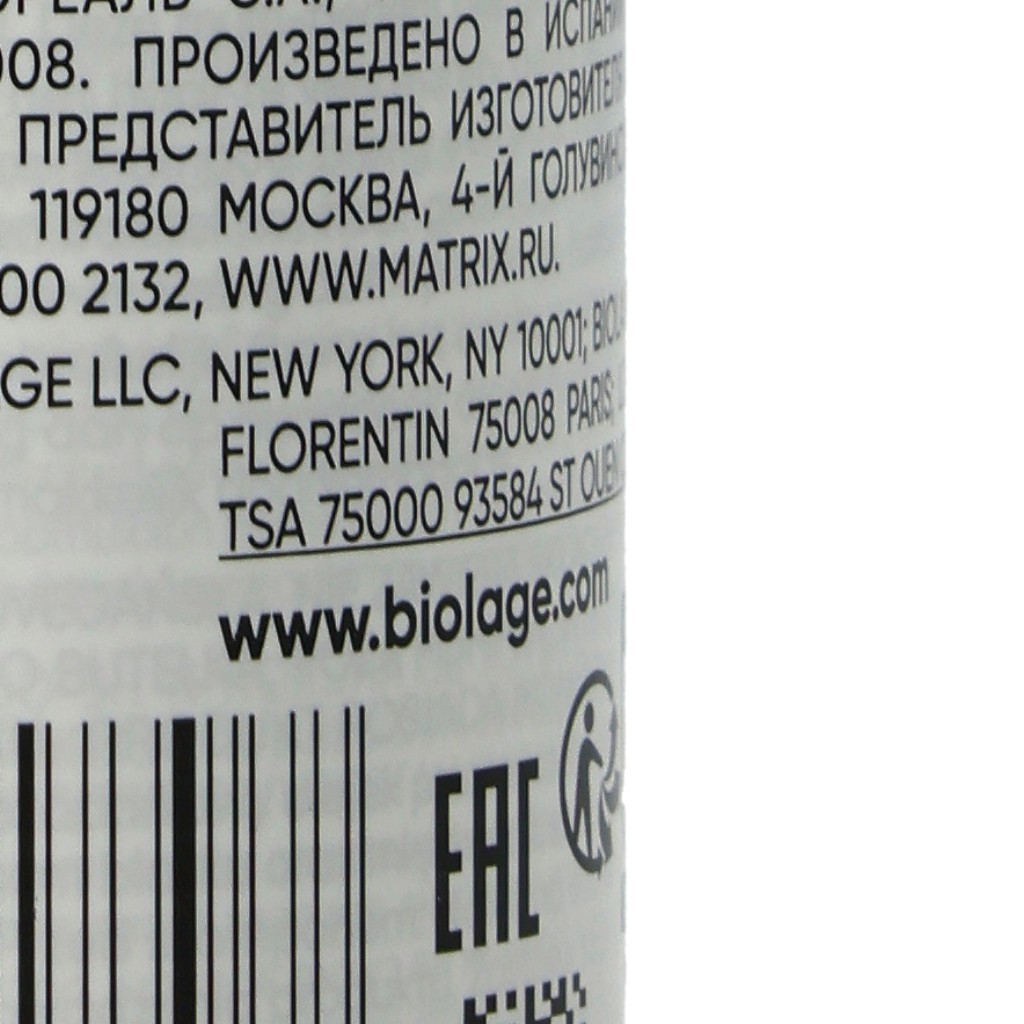 008. ПРОИЗВЕДЕНО В
ПРЕДСТАВИТЕЛЬ
119180 МОСКВА, 4-Й
00 2132, WWW.MATRIX.RU.
GE LLC, NEW YORK, NY 10001;
FLORENTIN 75008 PARIS;
TSA 75000 93584 ST
www.biolage.com
EAC